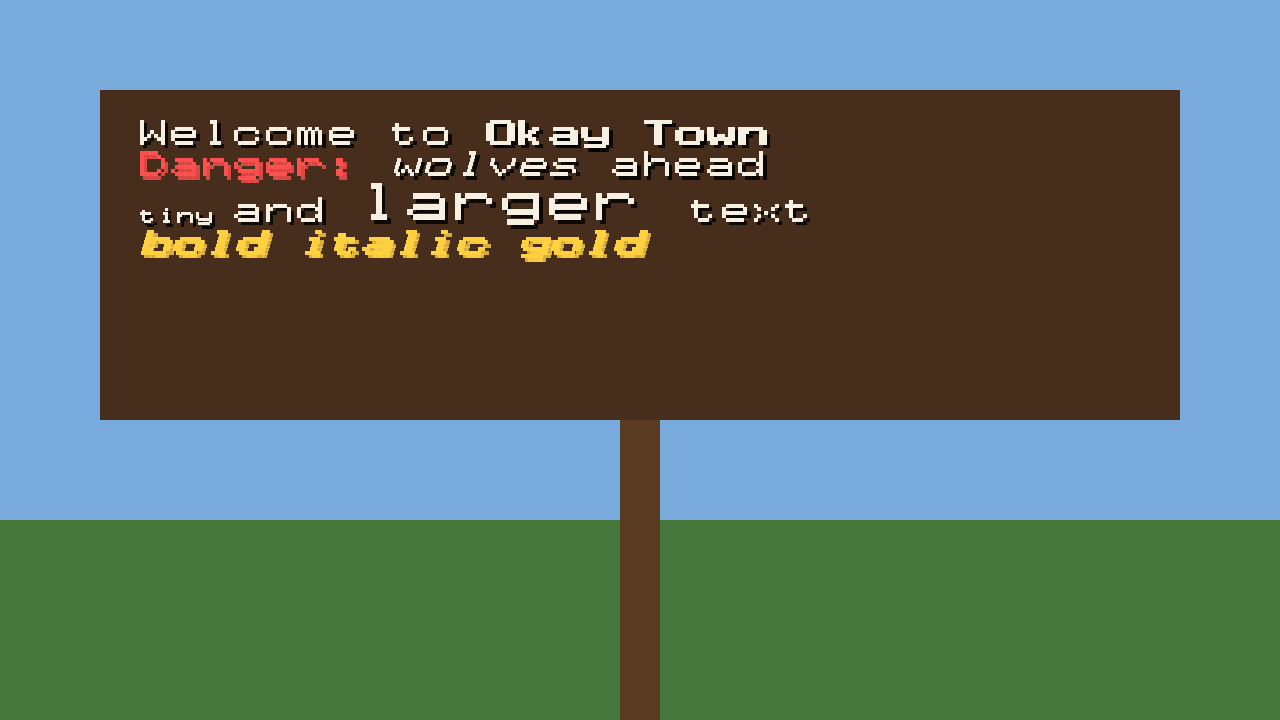 Welcome to Okay Town
Danger: wolves ahead
tiny and larger text
bold italic gold